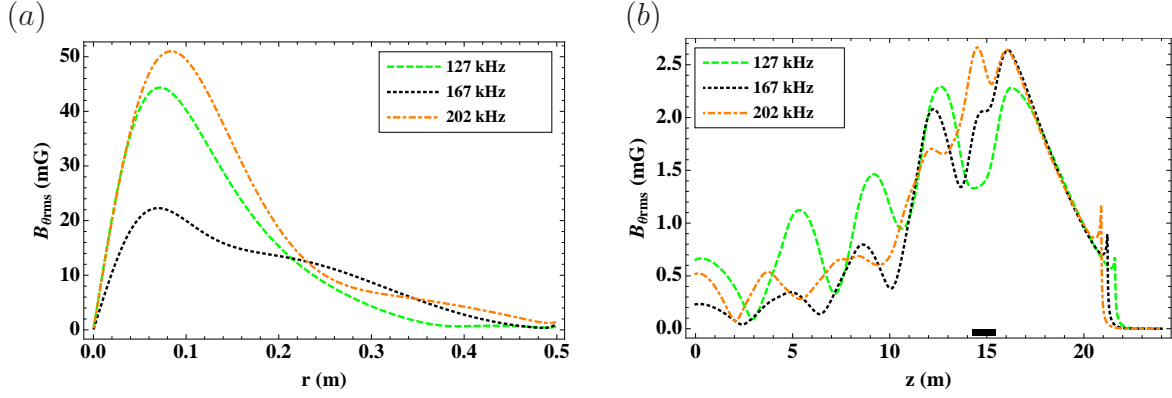 (a)
50
40
30
20
10
0
B_θrms (mG)
127 kHz
167 kHz
202 kHz
0.0 0.1 0.2 0.3 0.4 0.5
r (m)
(b)
2.5
2.0
1.5
1.0
0.5
0.0
B_θrms (mG)
127 kHz
167 kHz
202 kHz
0 5 10 15 20
z (m)